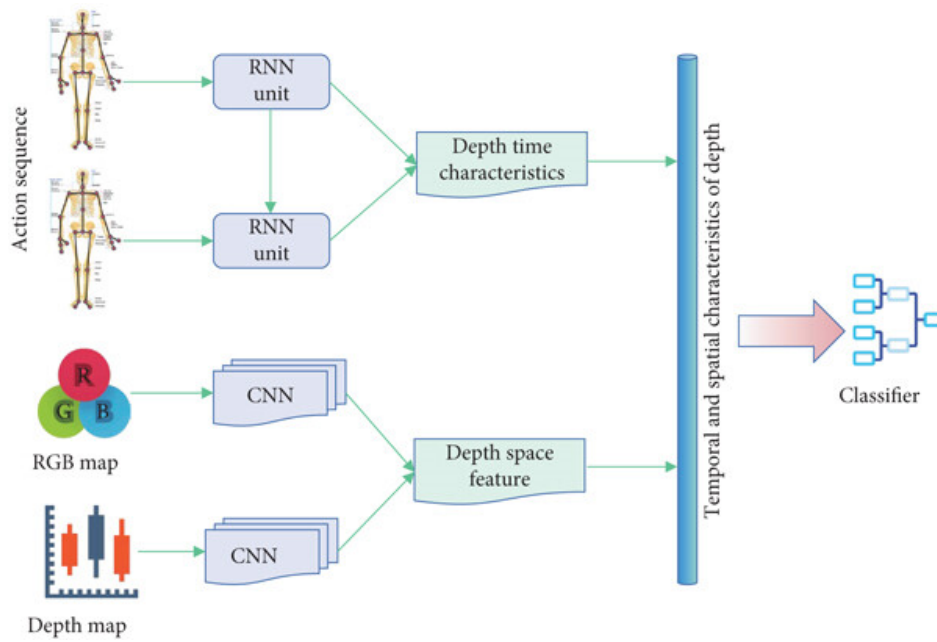 Action sequence
RNN
unit
RNN
unit
Depth time
characteristics
R
G B
RGB map
CNN
Depth map
CNN
Depth space
feature
Temporal and spatial characteristics of depth
Classifier